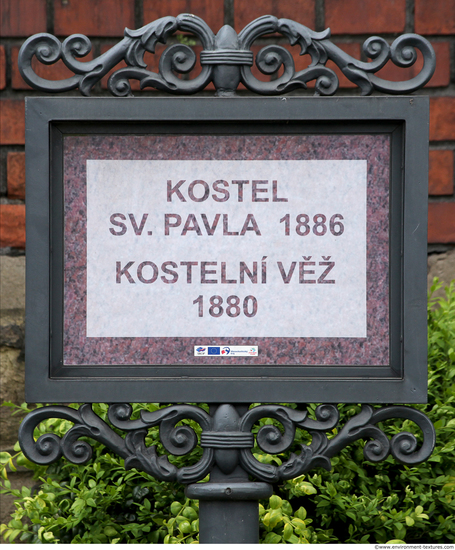 KOSTEL
SV. PAVLA 1886
KOSTELNÍ VĚŽ
1880
©www.environment-textures.com